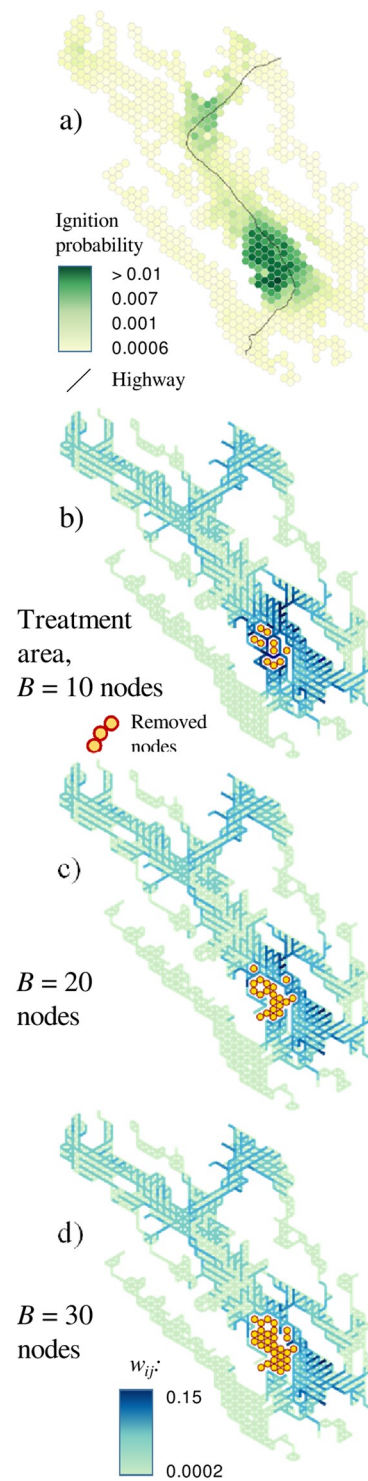 a)
Ignition
probability
> 0.01
0.007
0.001
0.0006
Highway
b)
Treatment
area,
B = 10 nodes
Removed
nodes
c)
B = 20
nodes
d)
B = 30
nodes
wij:
0.15
0.0002